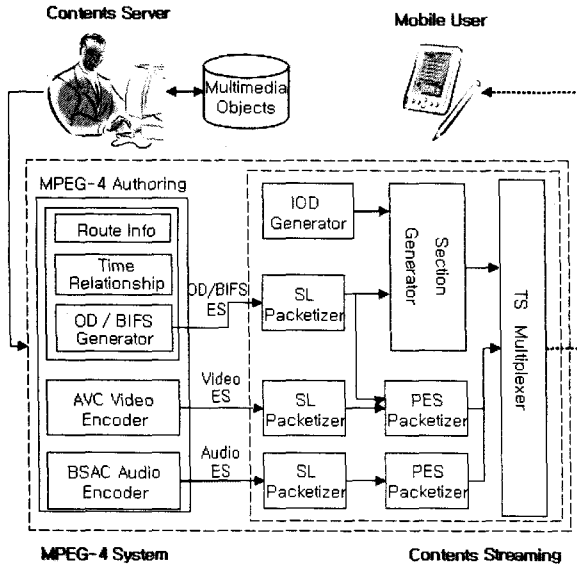 Contents Server
Mobile User
Multimedia
Objects
MPEG-4 Authoring
Route Info
Time
Relationship
OD / BIFS
Generator
OD/BIFS
ES
AVC Video
Encoder
Video
ES
BSAC Audio
Encoder
Audio
ES
IOD
Generator
SL
Packetizer
Section
Generator
SL
Packetizer
PES
Packetizer
SL
Packetizer
PES
Packetizer
TS Multiplexer
MPEG-4 System
Contents Streaming